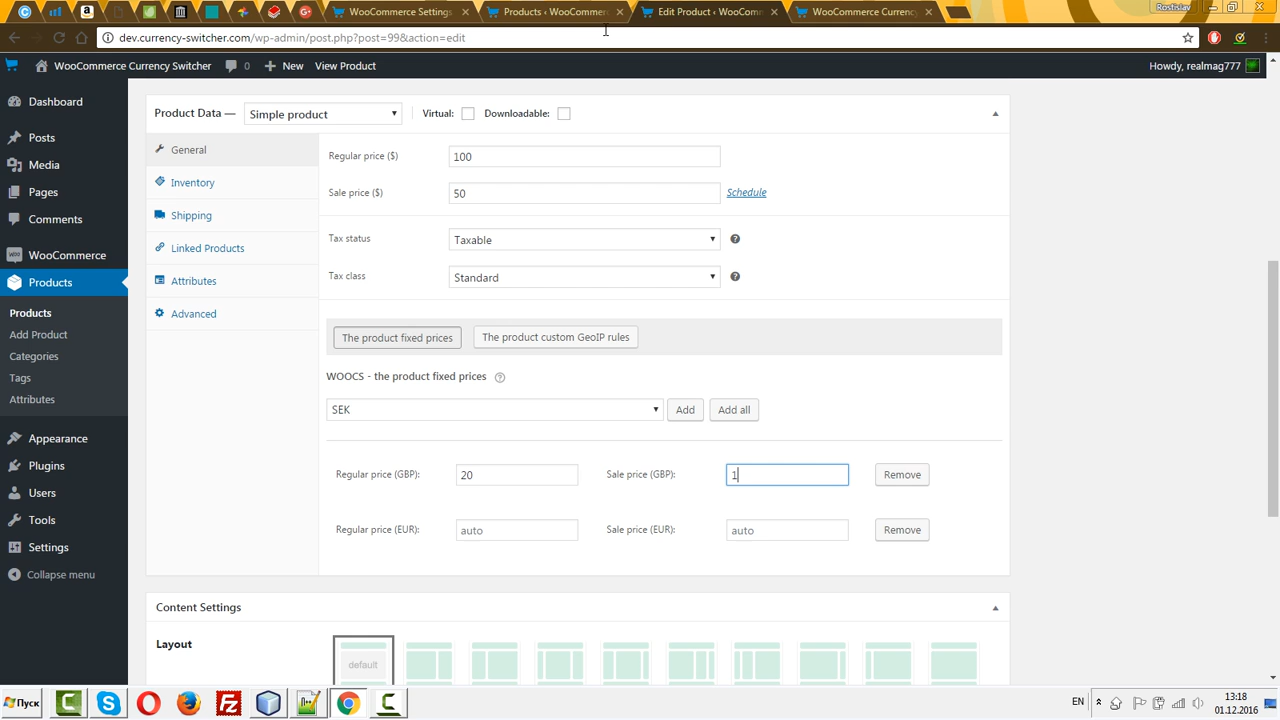 WooCommerce Settings
Products ‹ WooCommerc
Edit Product ‹ WooComm
WooCommerce Currency
Rostislav
dev.currency-switcher.com/wp-admin/post.php?post=99&action=edit
WooCommerce Currency Switcher
0
New
View Product
Howdy, realmag777
Dashboard
Posts
Media
Pages
Comments
WooCommerce
Products
Products
Add Product
Categories
Tags
Attributes
Appearance
Plugins
Users
Tools
Settings
Collapse menu
Product Data — Simple product Virtual: Downloadable:
General
Inventory
Shipping
Linked Products
Attributes
Advanced
Regular price ($) 100
Sale price ($) 50 Schedule
Tax status Taxable
Tax class Standard
The product fixed prices The product custom GeoIP rules
WOOCS - the product fixed prices
SEK Add Add all
Regular price (GBP): 20 Sale price (GBP): 1 Remove
Regular price (EUR): auto Sale price (EUR): auto Remove
Content Settings
Layout
default
Пуск
EN
13:18
01.12.2016